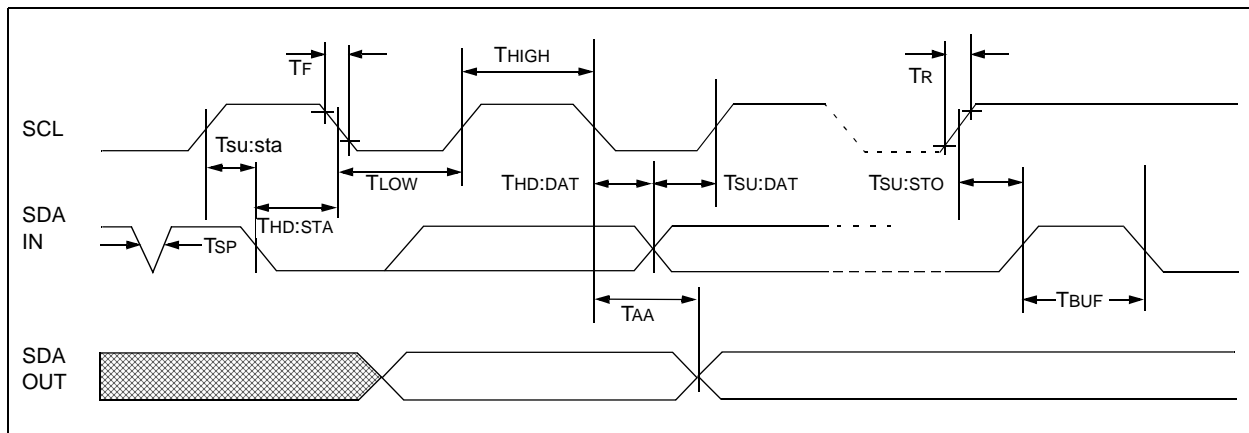 TF
THIGH
TR
SCL
Tsu:sta
TLOW
THD:DAT
TSU:DAT
TSU:STO
SDA
IN
TSP
THD:STA
TAA
TBUF
SDA
OUT